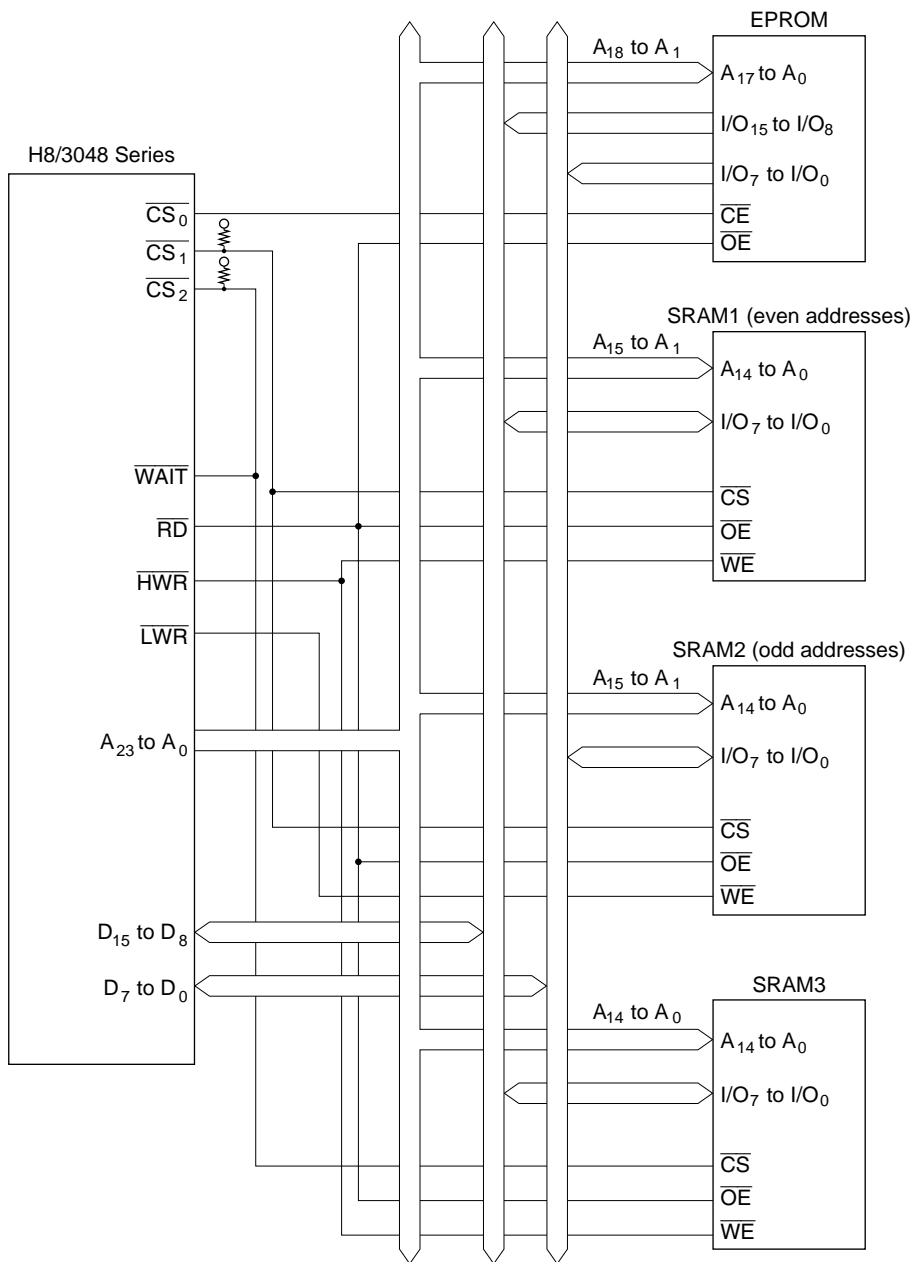 H8/3048 Series
CS0
CS1
CS2
WAIT
RD
HWR
LWR
A23 to A0
D15 to D8
D7 to D0
EPROM
A18 to A1
A17 to A0
I/O15 to I/O8
I/O7 to I/O0
CE
OE
SRAM1 (even addresses)
A15 to A1
A14 to A0
I/O7 to I/O0
CS
OE
WE
SRAM2 (odd addresses)
A15 to A1
A14 to A0
I/O7 to I/O0
CS
OE
WE
SRAM3
A14 to A0
A14 to A0
I/O7 to I/O0
CS
OE
WE